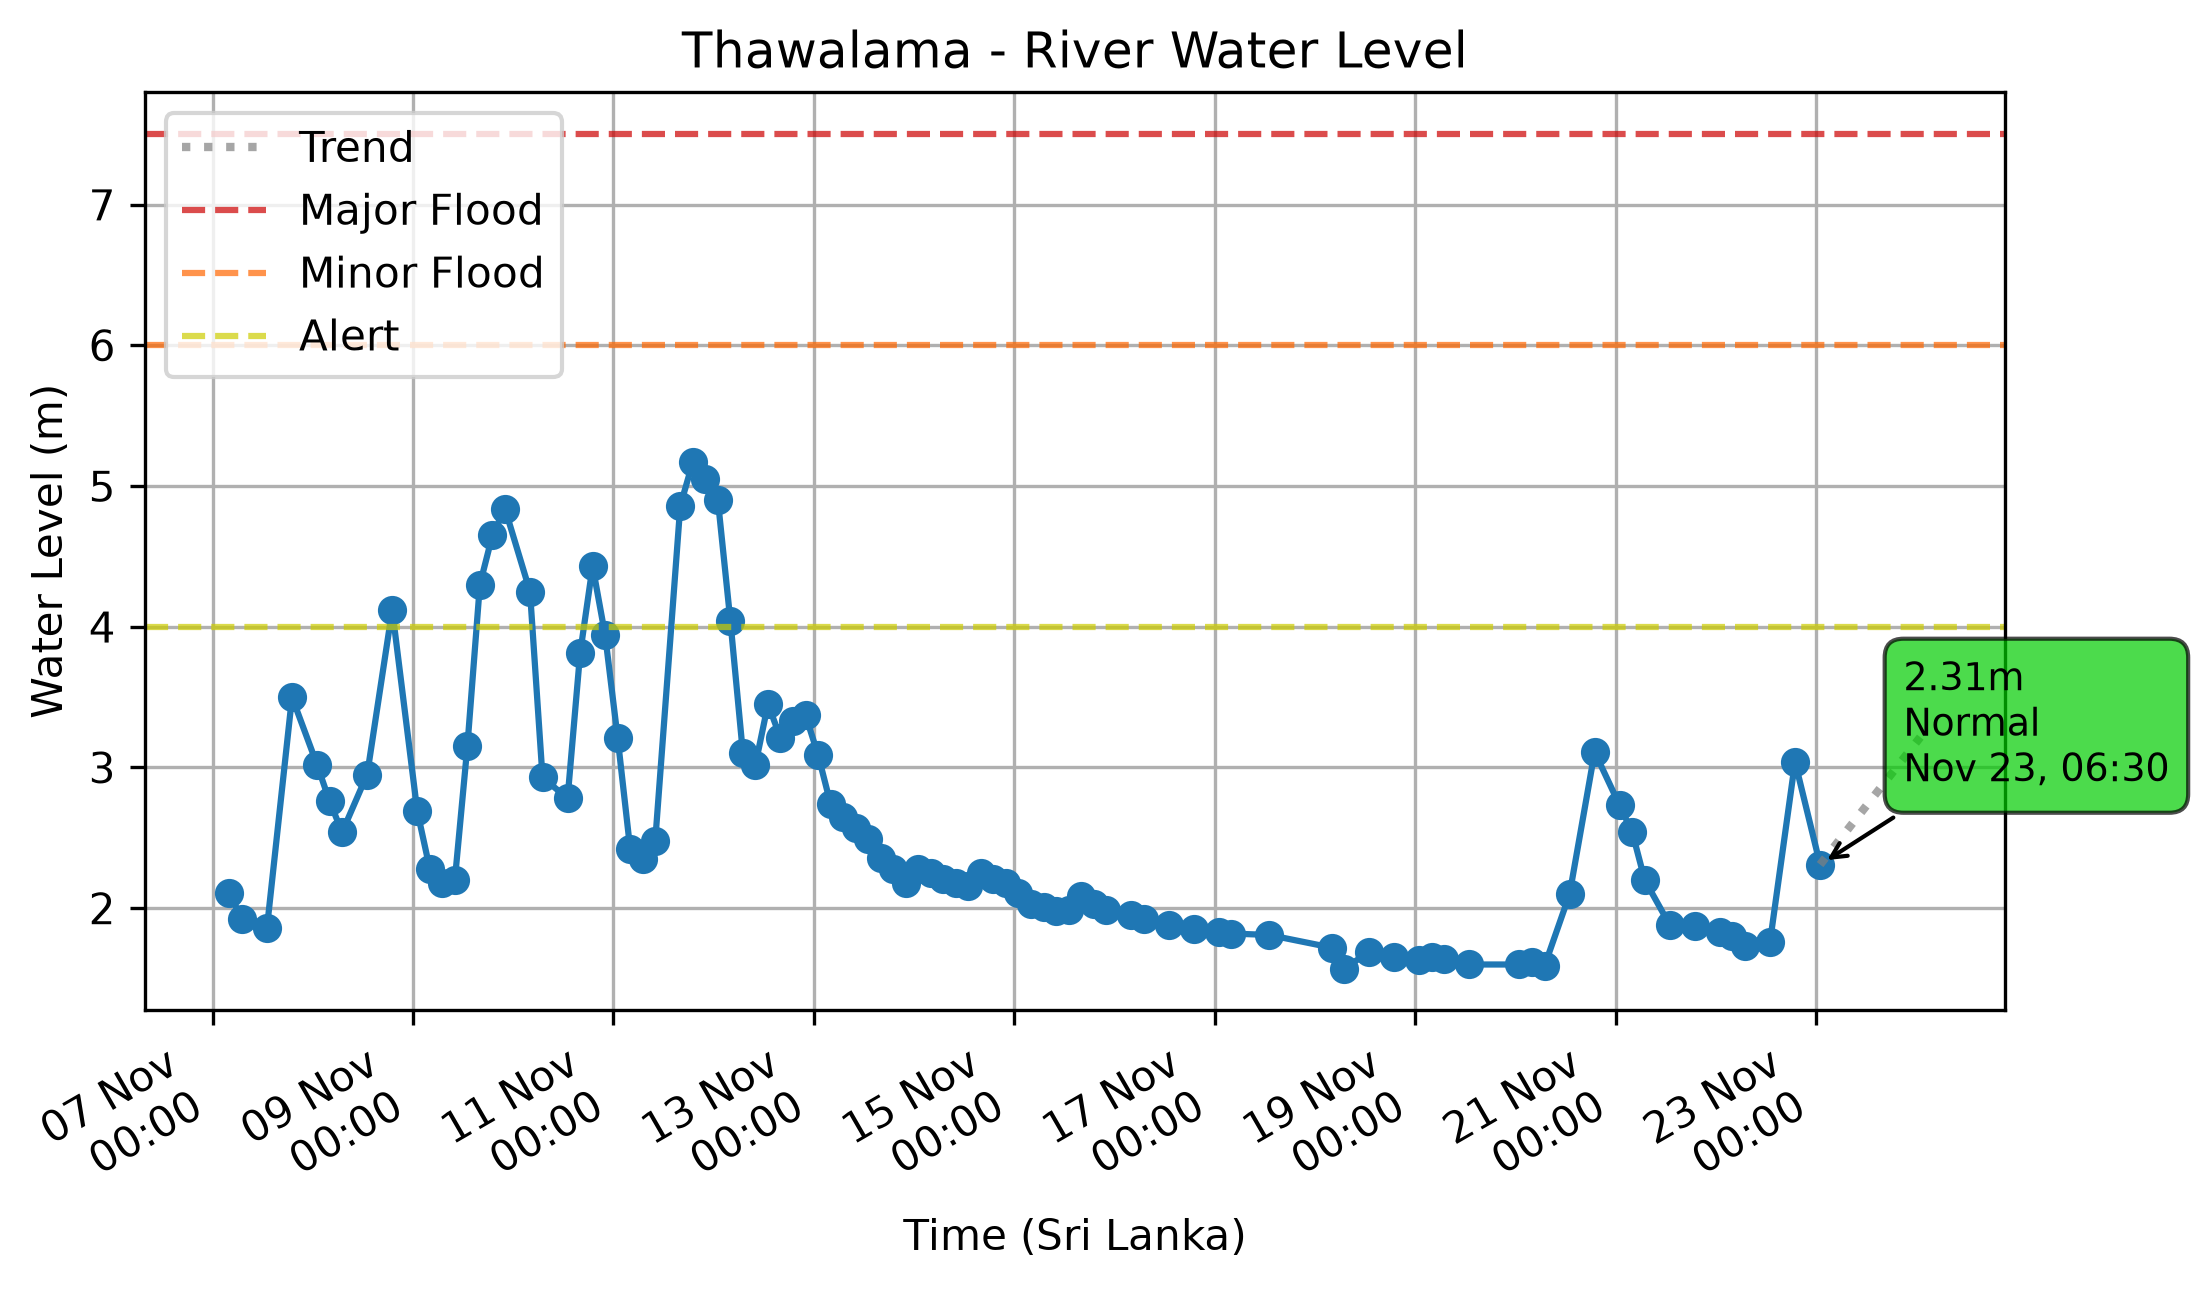 Thawalama - River Water Level
Trend
Major Flood
Minor Flood
Alert
7
6
5
4
3
2
Water Level (m)
2.31m
Normal
Nov 23, 06:30
07 Nov
00:00
09 Nov
00:00
11 Nov
00:00
13 Nov
00:00
15 Nov
00:00
17 Nov
00:00
19 Nov
00:00
21 Nov
00:00
23 Nov
00:00
Time (Sri Lanka)